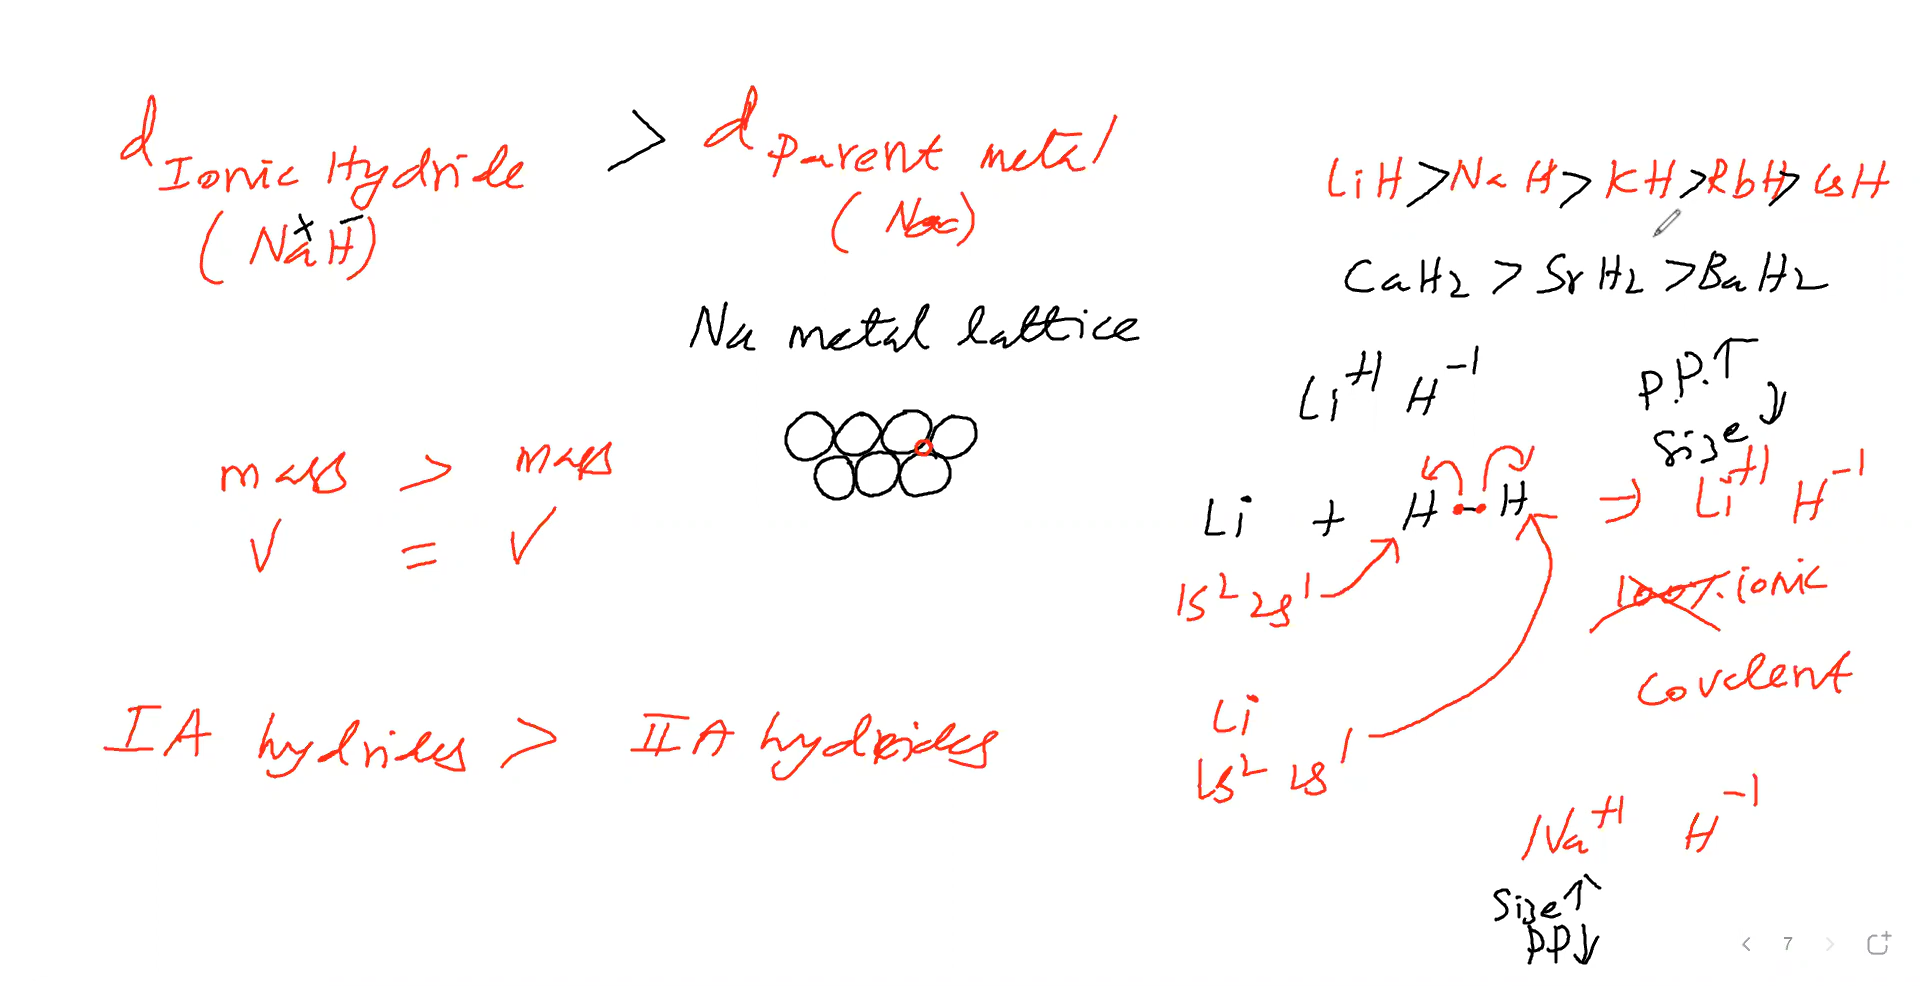 d Ionic Hydride > d Parent metal
(Na⁺H⁻) (Na)
Na metal lattice
mass > mass
V = V
IA hydrides > IIA hydrides
LiH > NaH > KH > RbH > CsH
CaH2 > SrH2 > BaH2
Li⁺¹ H⁻¹
P.P.↑
Size ↓
Li + H-H ⇒ Li⁺¹ H⁻¹
1s² 2s¹
100% ionic
covalent
Li
1s² 2s¹
Na⁺¹ H⁻¹
Size↑
PP↓
7